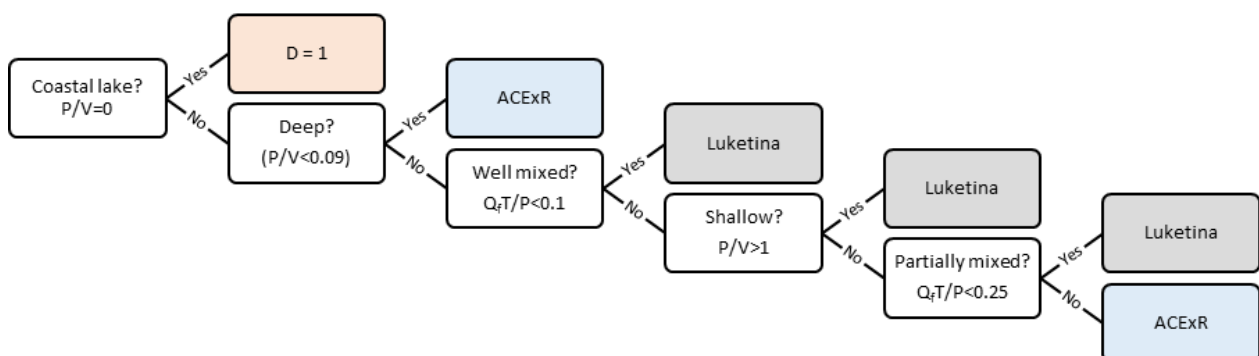 Coastal lake?
P/V=0
Yes
No
D = 1
Deep?
(P/V<0.09)
Yes
No
ACExR
Well mixed?
QfT/P<0.1
Yes
No
Luketina
Shallow?
P/V>1
Yes
No
Luketina
Partially mixed?
QfT/P<0.25
Yes
No
Luketina
ACExR